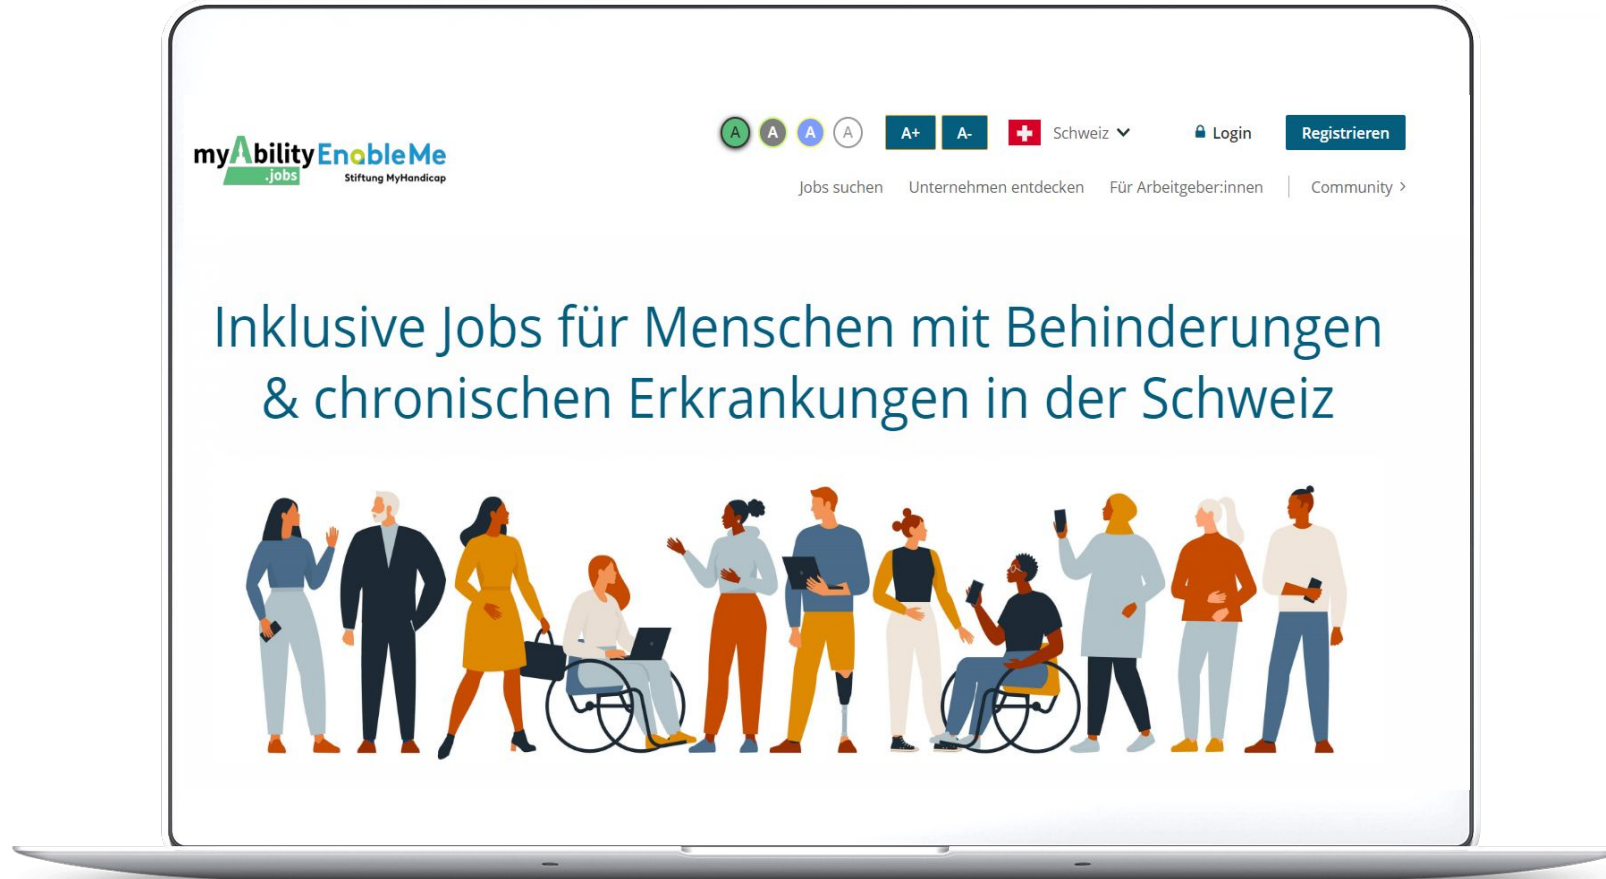 myAbility.jobs
EnableMe
Stiftung MyHandicap
A A A A A+ A- Schweiz Login Registrieren
Jobs suchen Unternehmen entdecken Für Arbeitgeber:innen Community >
Inklusive Jobs für Menschen mit Behinderungen
& chronischen Erkrankungen in der Schweiz